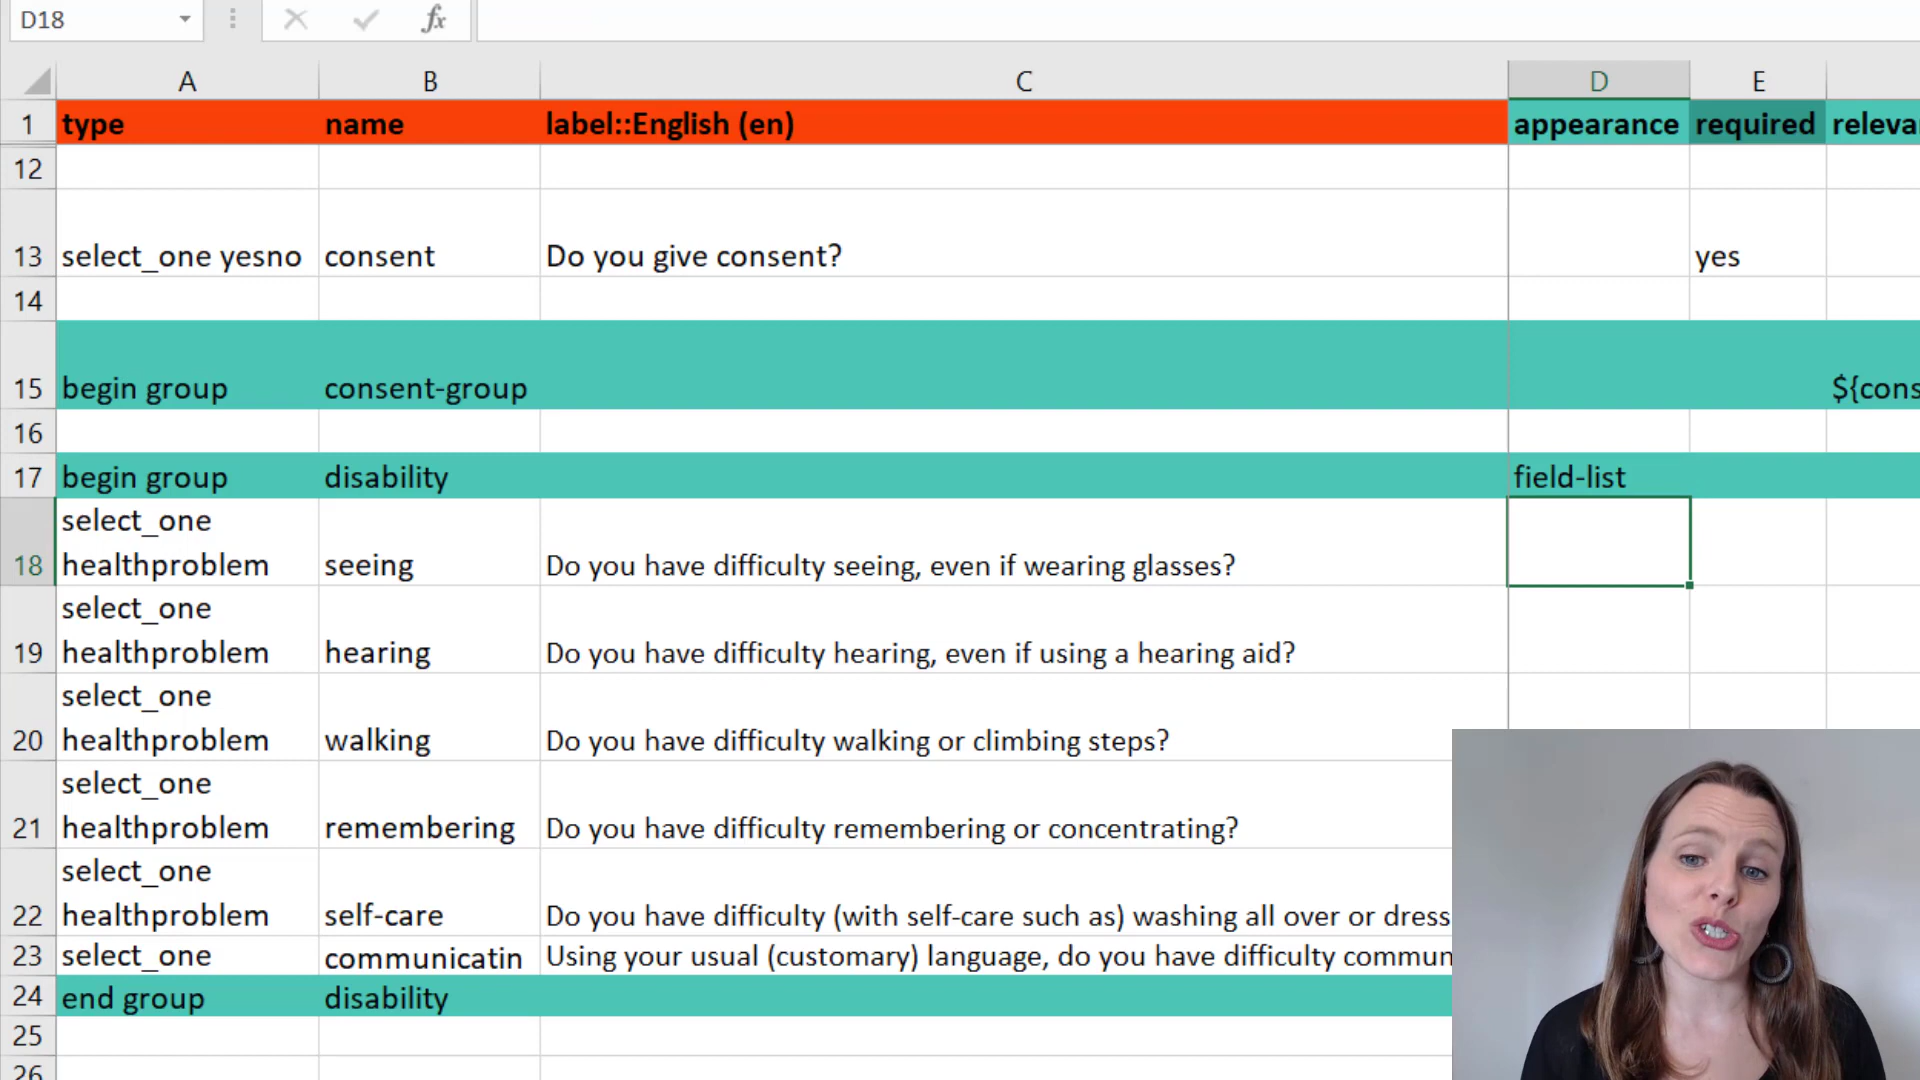 D18
fx
A B C D E
1 type name label::English (en) appearance required releva
12
13 select_one yesno consent Do you give consent? yes
14
15 begin group consent-group ${cons
16
17 begin group disability field-list
select_one
18 healthproblem seeing Do you have difficulty seeing, even if wearing glasses?
select_one
19 healthproblem hearing Do you have difficulty hearing, even if using a hearing aid?
select_one
20 healthproblem walking Do you have difficulty walking or climbing steps?
select_one
21 healthproblem remembering Do you have difficulty remembering or concentrating?
select_one
22 healthproblem self-care Do you have difficulty (with self-care such as) washing all over or dress
23 select_one communicatin Using your usual (customary) language, do you have difficulty commun
24 end group disability
25
26